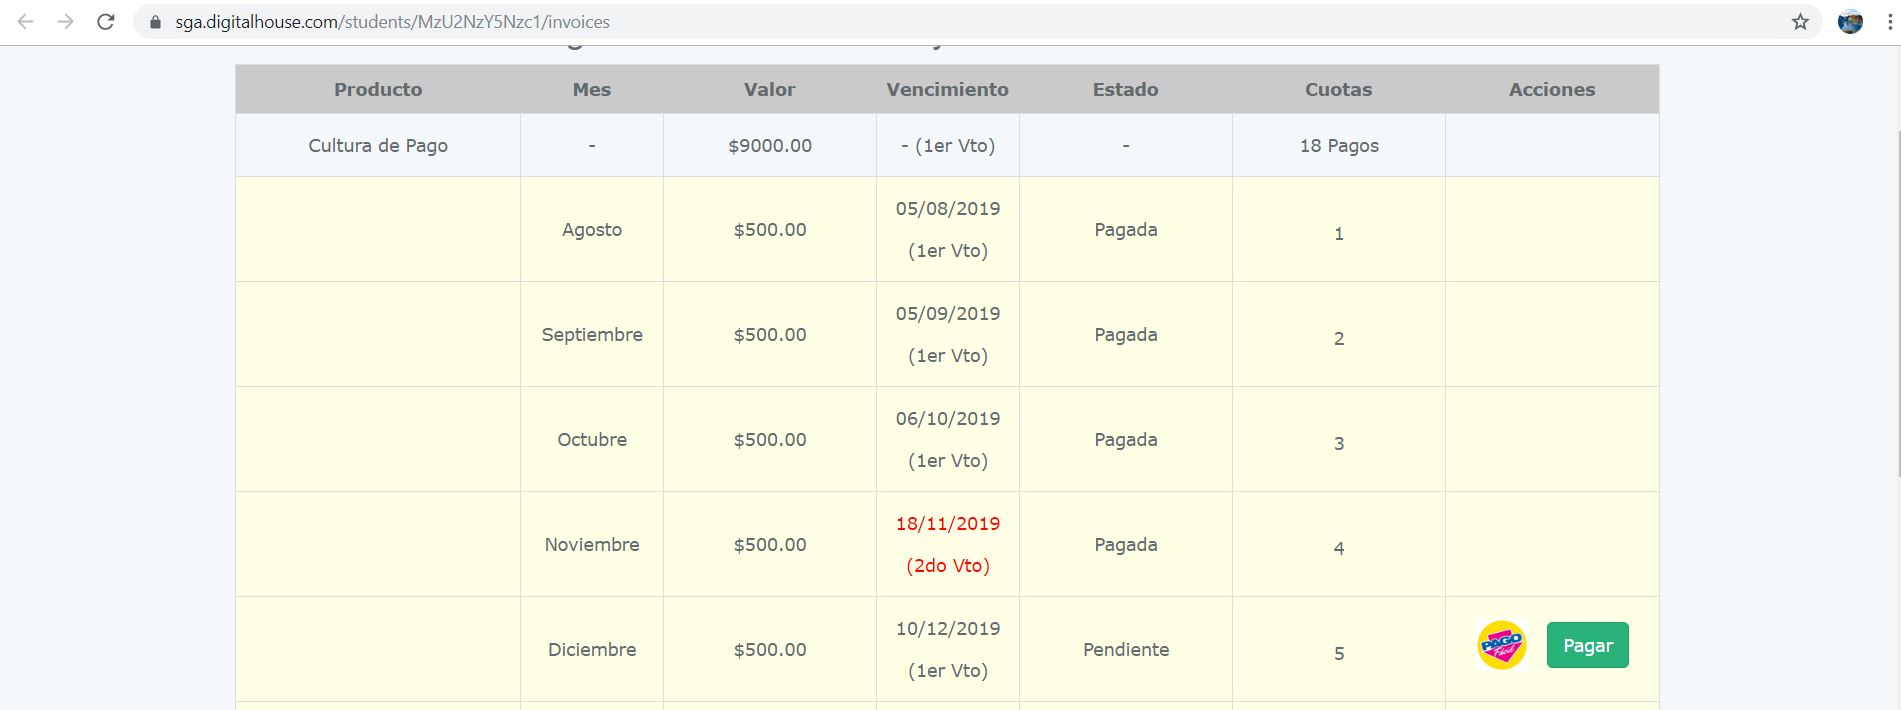 sga.digitalhouse.com/students/MzU2NzY5Nzc1/invoices
Producto Mes Valor Vencimiento Estado Cuotas Acciones
Cultura de Pago - $9000.00 - (1er Vto) - 18 Pagos
Agosto $500.00 05/08/2019 (1er Vto) Pagada 1
Septiembre $500.00 05/09/2019 (1er Vto) Pagada 2
Octubre $500.00 06/10/2019 (1er Vto) Pagada 3
Noviembre $500.00 18/11/2019 (2do Vto) Pagada 4
Diciembre $500.00 10/12/2019 (1er Vto) Pendiente 5 PAGO Fácil Pagar